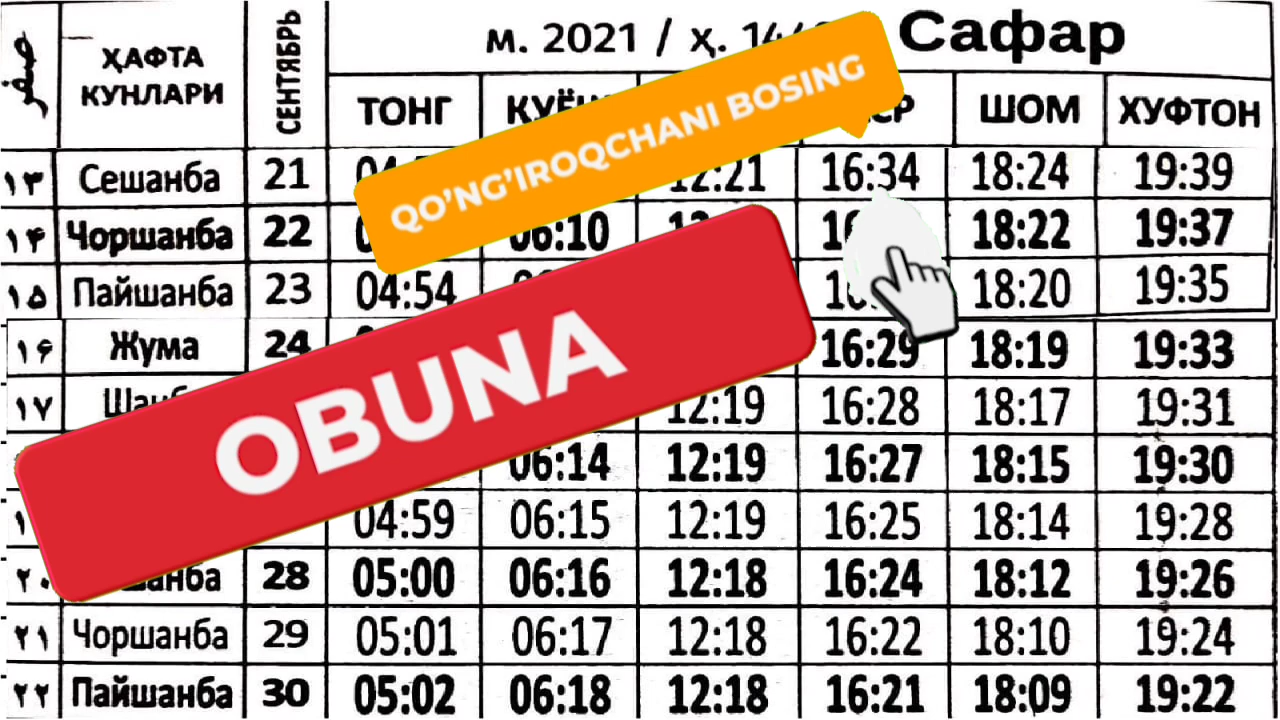 صفر ҲАФТА КУНЛАРИ СЕНТЯБРЬ м. 2021 / ҳ. Сафар
ТОНГ ШОМ ХУФТОН
QO'NG'IROQCHANI BOSING
OBUNA
۱۳ Сешанба 21 12:21 16:34 18:24 19:39
۱۴ Чоршанба 22 06:10 18:22 19:37
۱۵ Пайшанба 23 04:54 18:20 19:35
۱۶ Жума 24 16:29 18:19 19:33
۱۷ 12:19 16:28 18:17 19:31
06:14 12:19 16:27 18:15 19:30
04:59 06:15 12:19 16:25 18:14 19:28
۲۰ 28 05:00 06:16 12:18 16:24 18:12 19:26
۲۱ Чоршанба 29 05:01 06:17 12:18 16:22 18:10 19:24
۲۲ Пайшанба 30 05:02 06:18 12:18 16:21 18:09 19:22